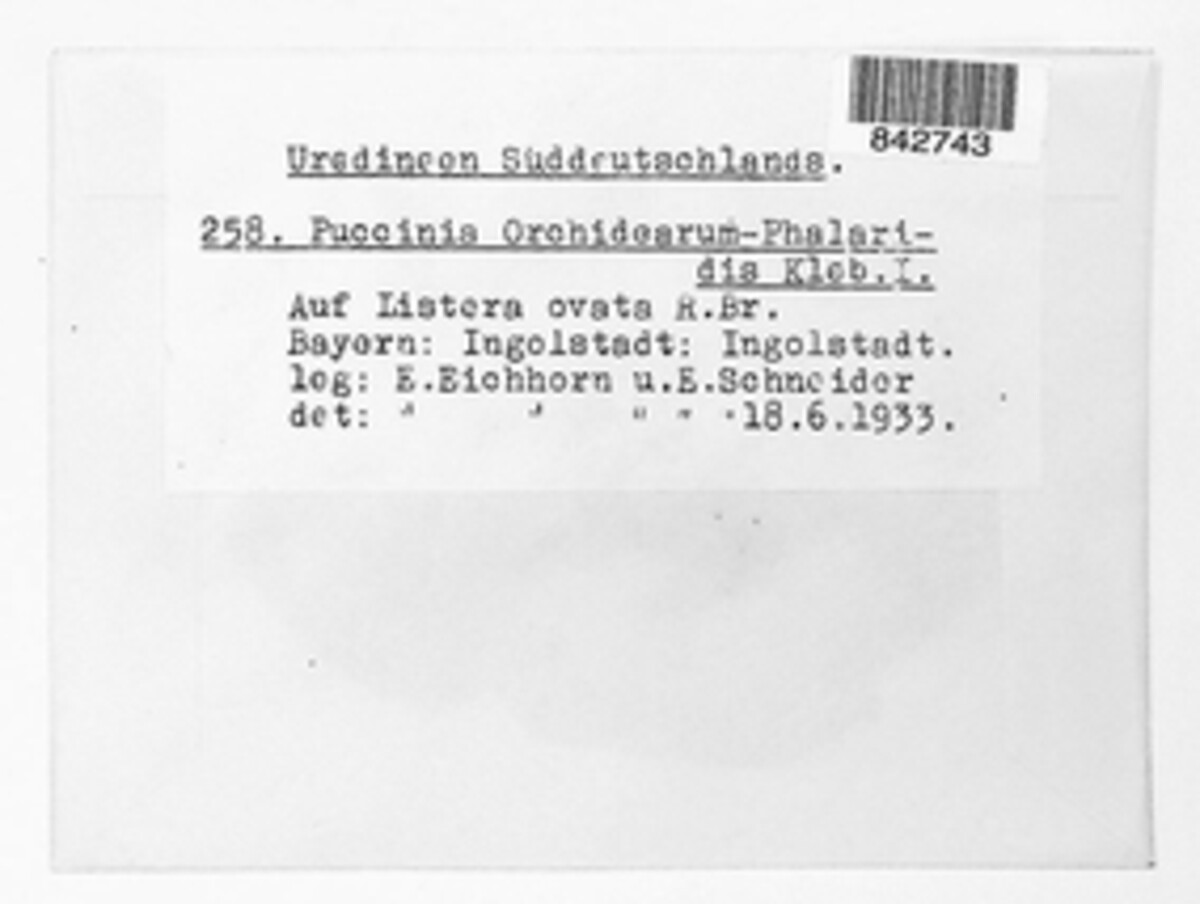 842743
Uredineen Süddeutschlands.
258. Puccinia Orchidearum-Phalari-
dis Kleb.I.
Auf Listera ovata R.Br.
Bayern: Ingolstadt: Ingolstadt.
leg: E.Eichhorn u.E.Schneider
det: " " " " "18.6.1933.